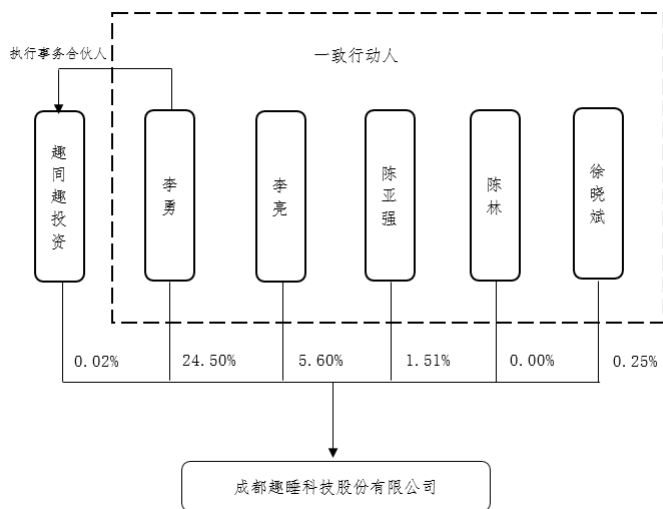 执行事务合伙人
一致行动人
趣同趣投资
李勇
李亮
陈亚强
陈林
徐晓斌
0.02%
24.50%
5.60%
1.51%
0.00%
0.25%
成都趣睡科技股份有限公司